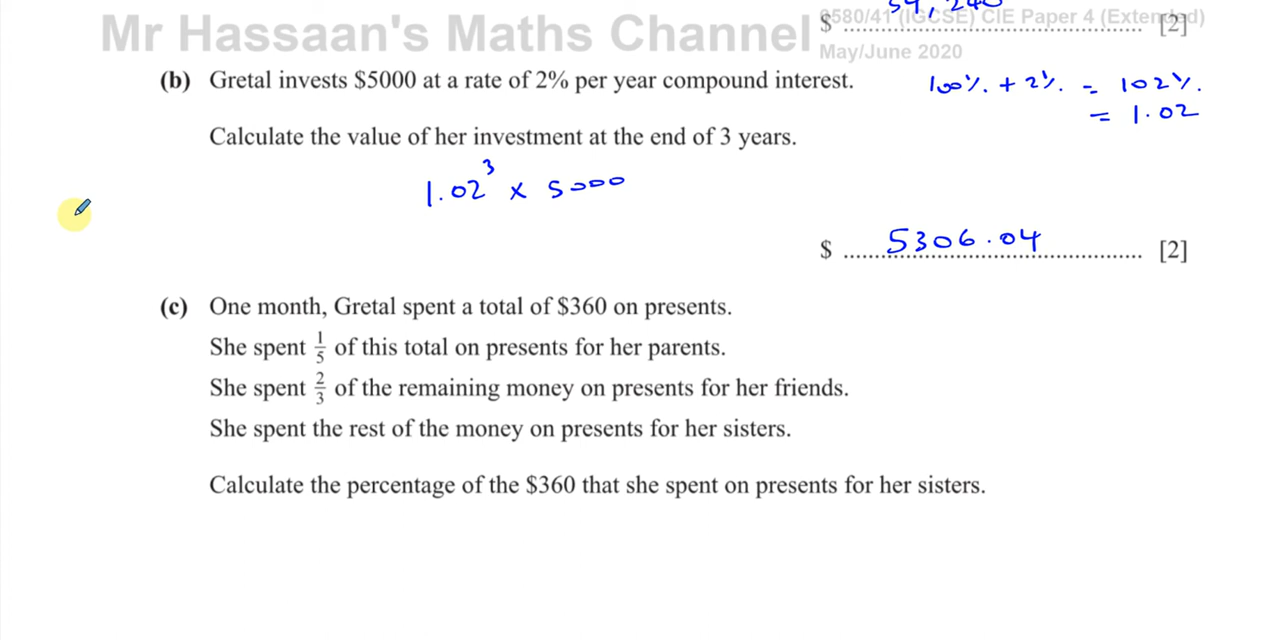 Mr Hassaan's Maths Channel
$ ........ [2]
580/41 (IGCSE) CIE Paper 4 (Extended)
May/June 2020
(b) Gretal invests $5000 at a rate of 2% per year compound interest.
100% + 2% = 102%
= 1.02
Calculate the value of her investment at the end of 3 years.
1.02³ × 5000
$ 5306.04 [2]
(c) One month, Gretal spent a total of $360 on presents.
She spent 1/5 of this total on presents for her parents.
She spent 2/3 of the remaining money on presents for her friends.
She spent the rest of the money on presents for her sisters.
Calculate the percentage of the $360 that she spent on presents for her sisters.